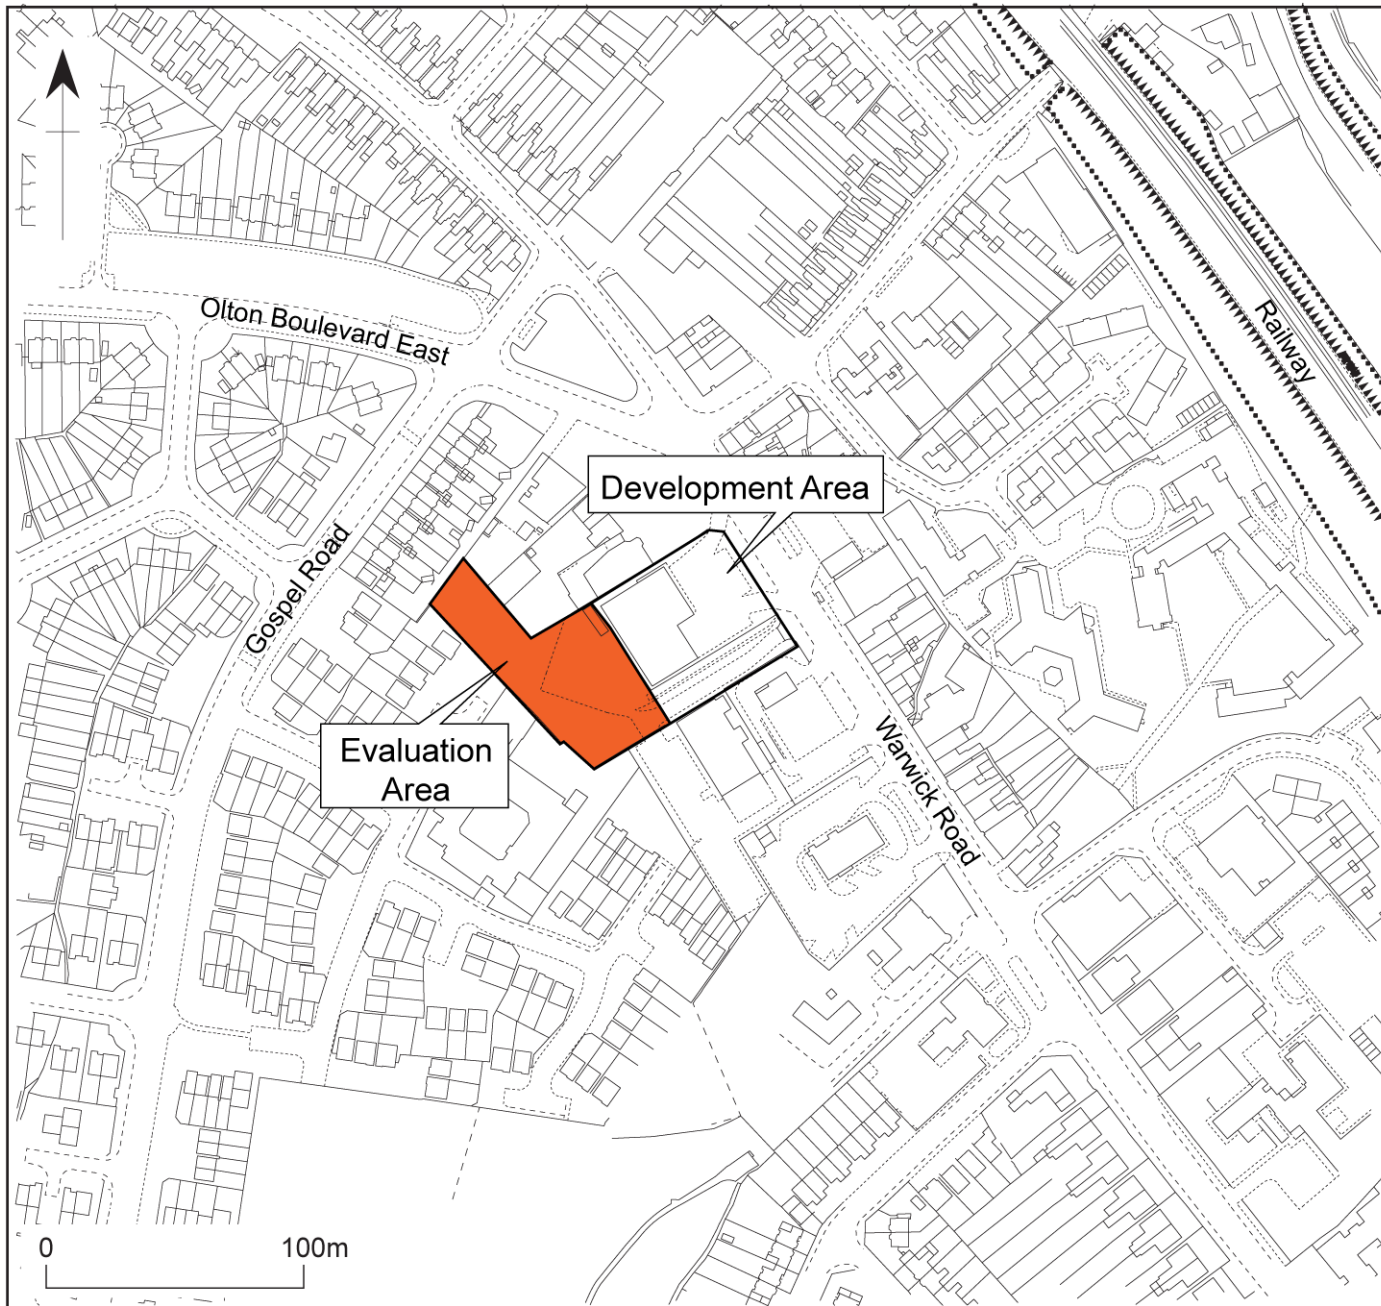 Olton Boulevard East
Railway
Development Area
Gospel Road
Evaluation
Area
Warwick Road
0 100m